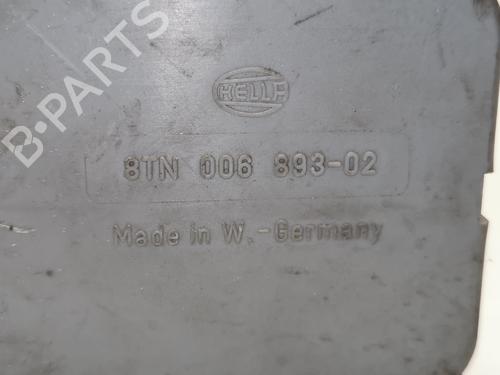 B-PARTS
HELLA
8TN 006 893-02
Made in W.-Germany